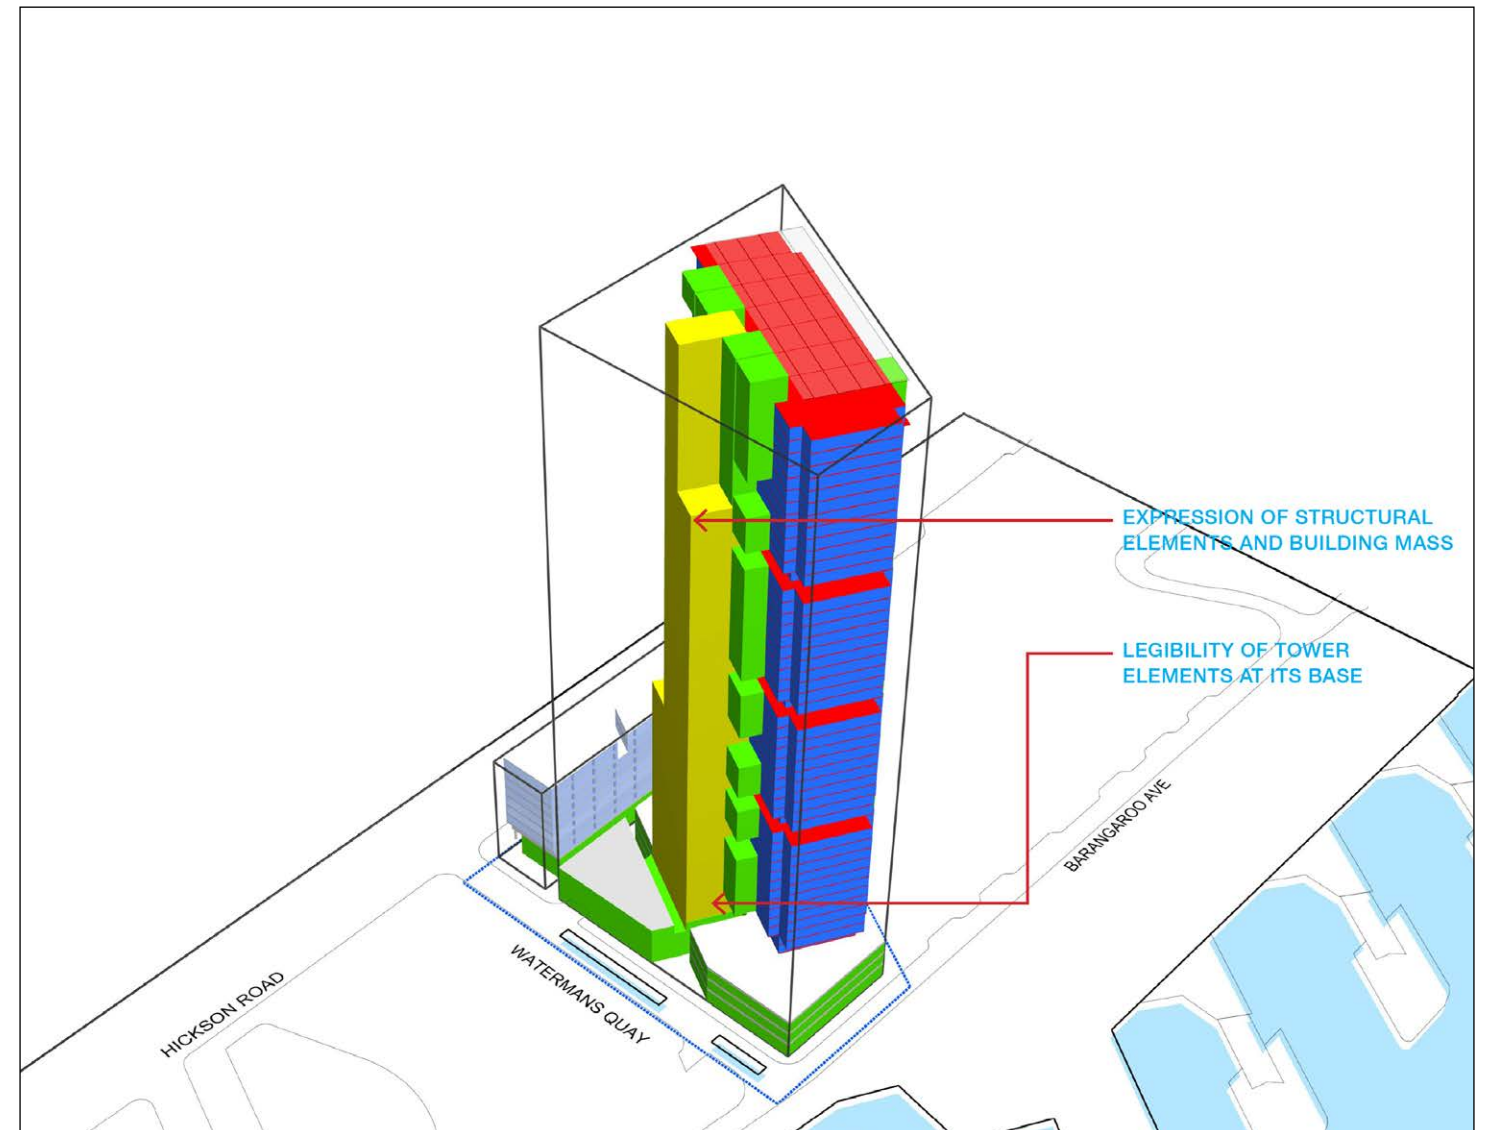 EXPRESSION OF STRUCTURAL
ELEMENTS AND BUILDING MASS
LEGIBILITY OF TOWER
ELEMENTS AT ITS BASE
BARANGAROO AVE
WATERMANS QUAY
HICKSON ROAD